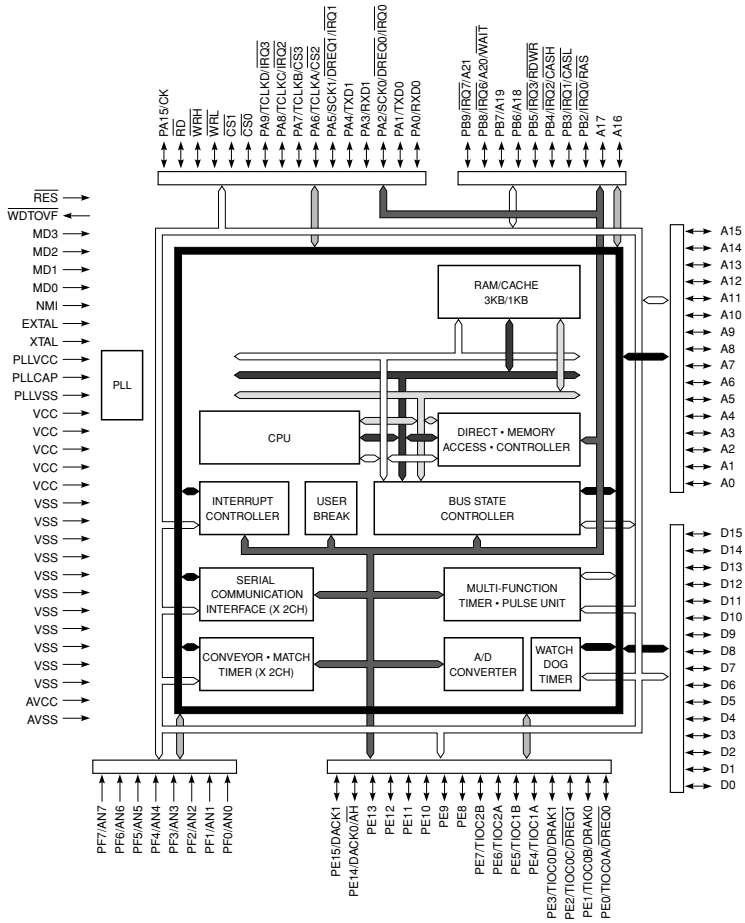 PA15/CK
RD
WRH
WRL
CS1
CS0
PA9/TCLKD/IRQ3
PA8/TCLKC/IRQ2
PA7/TCLKB/CS3
PA6/TCLKA/CS2
PA5/SCK1/DREQ1/IRQ1
PA4/TXD1
PA3/RXD1
PA2/SCK0/DREQ0/IRQ0
PA1/TXD0
PA0/RXD0
PB9/IRQ7/A21
PB8/IRQ6/A20/WAIT
PB7/A19
PB6/A18
PB5/IRQ3/RDWR
PB4/IRQ2/CASH
PB3/IRQ1/CASL
PB2/IRQ0/RAS
A17
A16
RES
WDTOVF
MD3
MD2
MD1
MD0
NMI
EXTAL
XTAL
PLLVCC
PLLCAP
PLLVSS
VCC
VCC
VCC
VCC
VCC
VSS
VSS
VSS
VSS
VSS
VSS
VSS
VSS
VSS
VSS
VSS
AVCC
AVSS
PLL
RAM/CACHE
3KB/1KB
CPU
DIRECT • MEMORY
ACCESS • CONTROLLER
INTERRUPT
CONTROLLER
USER
BREAK
BUS STATE
CONTROLLER
SERIAL
COMMUNICATION
INTERFACE (X 2CH)
MULTI-FUNCTION
TIMER • PULSE UNIT
CONVEYOR • MATCH
TIMER (X 2CH)
A/D
CONVERTER
WATCH
DOG
TIMER
A15
A14
A13
A12
A11
A10
A9
A8
A7
A6
A5
A4
A3
A2
A1
A0
D15
D14
D13
D12
D11
D10
D9
D8
D7
D6
D5
D4
D3
D2
D1
D0
PF7/AN7
PF6/AN6
PF5/AN5
PF4/AN4
PF3/AN3
PF2/AN2
PF1/AN1
PF0/AN0
PE15/DACK1
PE14/DACK0/AH
PE13
PE12
PE11
PE10
PE9
PE8
PE7/TIOC2B
PE6/TIOC2A
PE5/TIOC1B
PE4/TIOC1A
PE3/TIOC0D/DRAK1
PE2/TIOC0C/DREQ1
PE1/TIOC0B/DRAK0
PE0/TIOC0A/DREQ0